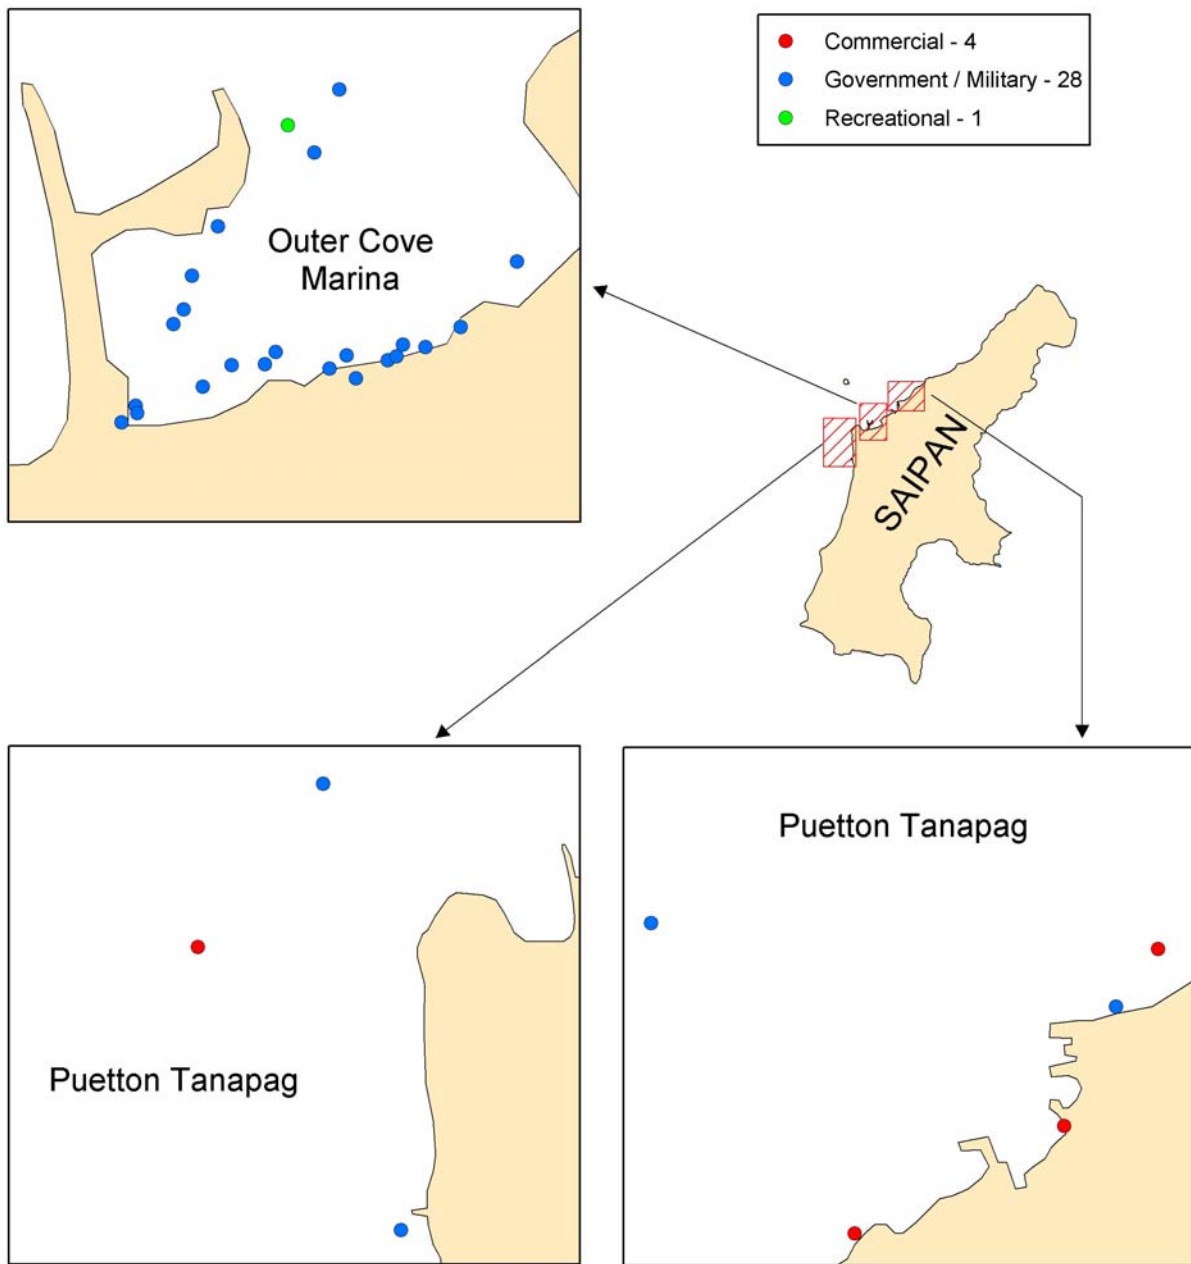 Commercial - 4
Government / Military - 28
Recreational - 1
Outer Cove
Marina
SAIPAN
Puetton Tanapag
Puetton Tanapag